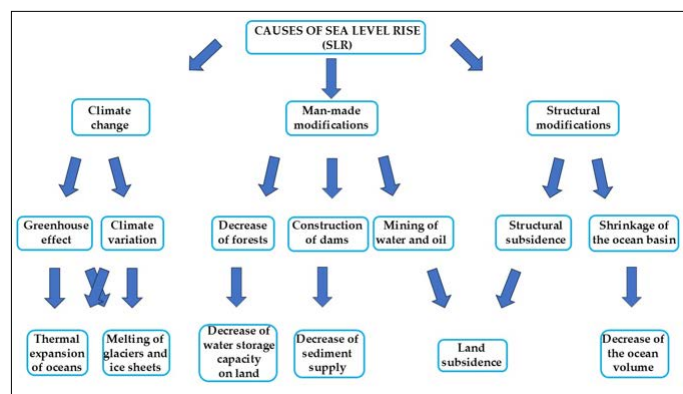 CAUSES OF SEA LEVEL RISE
(SLR)
Climate
change
Man-made
modifications
Structural
modifications
Greenhouse
effect
Climate
variation
Decrease
of forests
Construction
of dams
Mining of
water and oil
Structural
subsidence
Shrinkage of
the ocean basin
Thermal
expansion
of oceans
Melting of
glaciers and
ice sheets
Decrease of
water storage
capacity
on land
Decrease of
sediment
supply
Land
subsidence
Decrease of
the ocean
volume